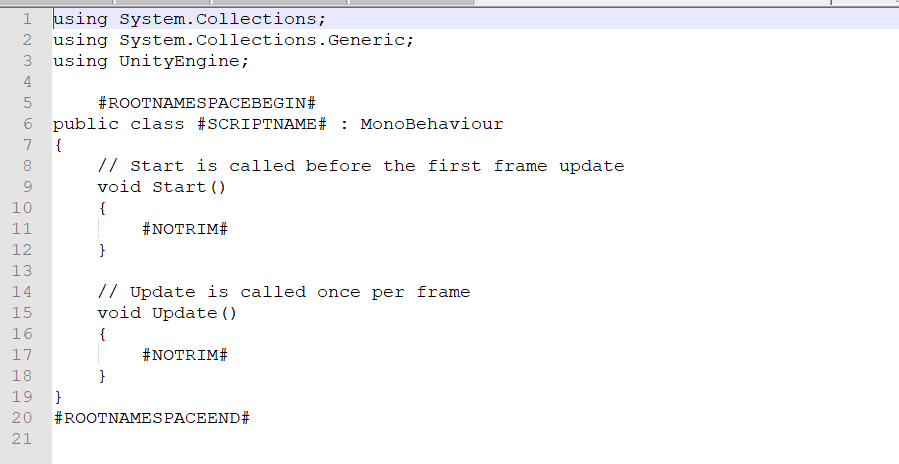 1 using System.Collections;
2 using System.Collections.Generic;
3 using UnityEngine;
4
5     #ROOTNAMESPACEBEGIN#
6 public class #SCRIPTNAME# : MonoBehaviour
7 {
8     // Start is called before the first frame update
9     void Start()
10     {
11         #NOTRIM#
12     }
13
14     // Update is called once per frame
15     void Update()
16     {
17         #NOTRIM#
18     }
19 }
20 #ROOTNAMESPACEEND#
21